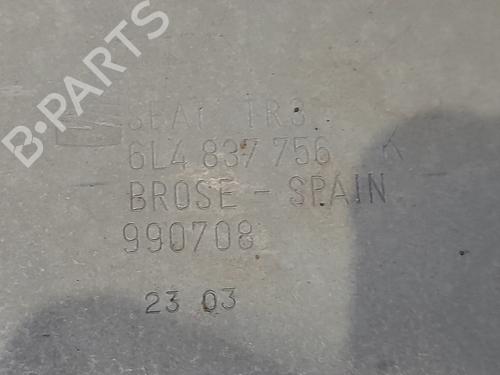 B-PARTS
SEAT TR3
6L4 837 756 K
BROSE - SPAIN
990708
23 03